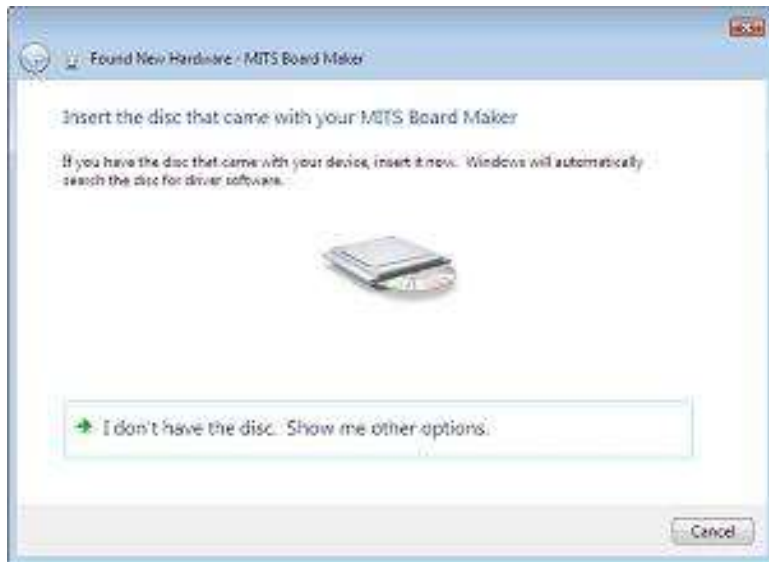 Found New Hardware - MITS Board Maker
Insert the disc that came with your MITS Board Maker
If you have the disc that came with your device, insert it now. Windows will automatically
search the disc for driver software.
I don't have the disc. Show me other options.
Cancel